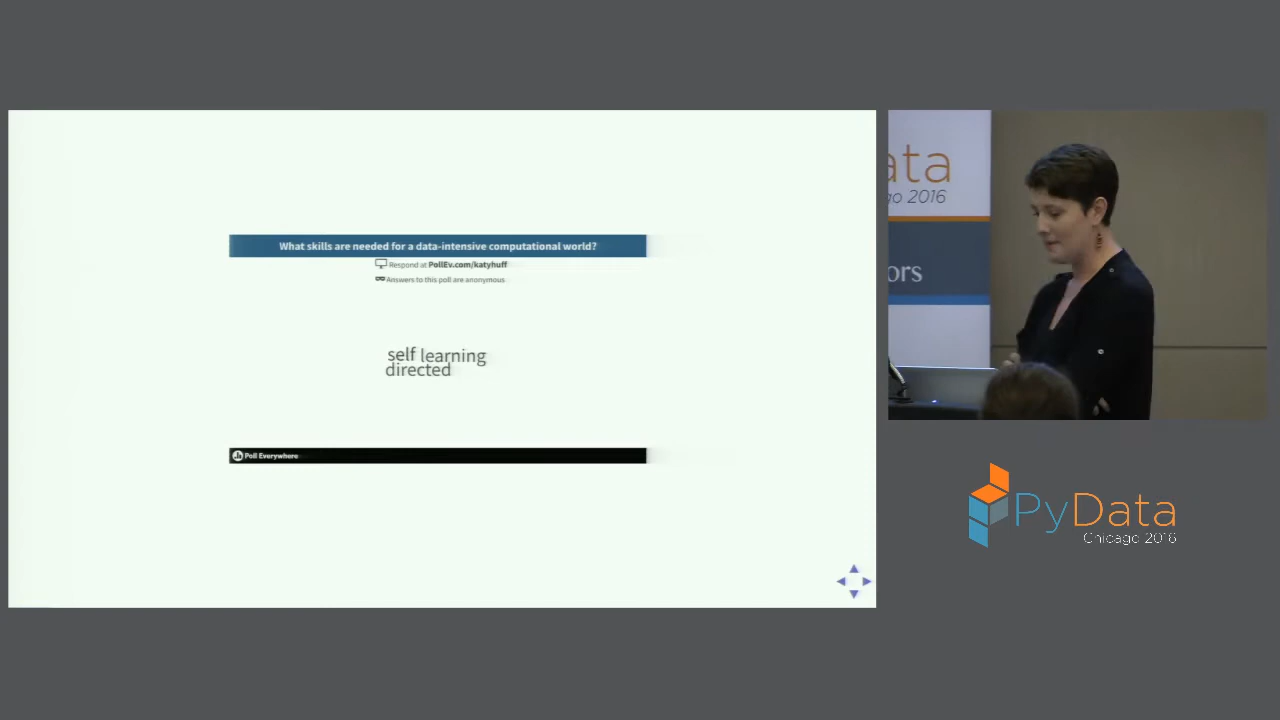 What skills are needed for a data-intensive computational world?
Respond at PollEv.com/katyhuff
Answers to this poll are anonymous
self learning
directed
Poll Everywhere
ata
go 2016
ors
PyData
Chicago 2016